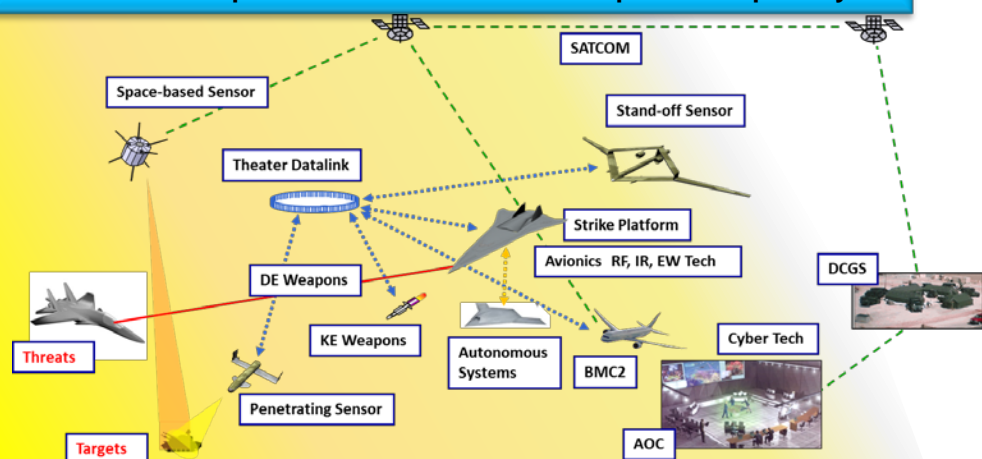 SATCOM
Space-based Sensor
Stand-off Sensor
Theater Datalink
Strike Platform
Avionics RF, IR, EW Tech
DE Weapons
DCGS
KE Weapons
Cyber Tech
Threats
Autonomous
Systems
BMC2
Penetrating Sensor
AOC
Targets